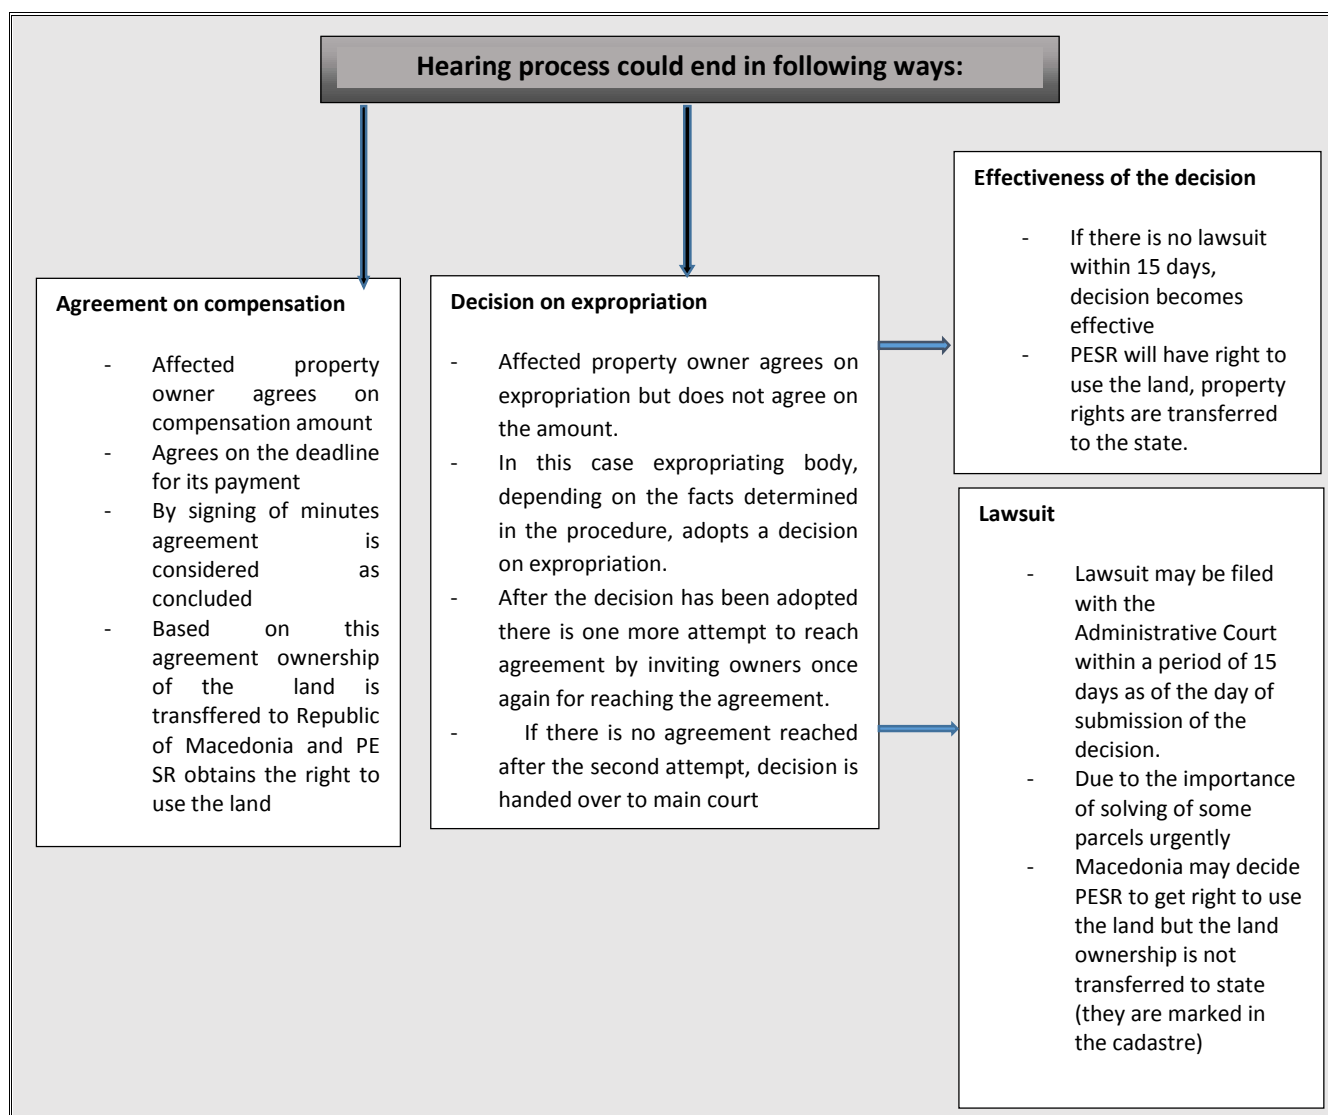 Hearing process could end in following ways:
Agreement on compensation
- Affected property
owner agrees on
compensation amount
- Agrees on the deadline
for its payment
- By signing of minutes
agreement is
considered as
concluded
- Based on this
agreement ownership
of the land is
transffered to Republic
of Macedonia and PE
SR obtains the right to
use the land
Decision on expropriation
- Affected property owner agrees on
expropriation but does not agree on
the amount.
- In this case expropriating body,
depending on the facts determined
in the procedure, adopts a decision
on expropriation.
- After the decision has been adopted
there is one more attempt to reach
agreement by inviting owners once
again for reaching the agreement.
- If there is no agreement reached
after the second attempt, decision is
handed over to main court
Effectiveness of the decision
- If there is no lawsuit
within 15 days,
decision becomes
effective
- PESR will have right to
use the land, property
rights are transferred
to the state.
Lawsuit
- Lawsuit may be filed
with the
Administrative Court
within a period of 15
days as of the day of
submission of the
decision.
- Due to the importance
of solving of some
parcels urgently
- Macedonia may decide
PESR to get right to use
the land but the land
ownership is not
transferred to state
(they are marked in
the cadastre)